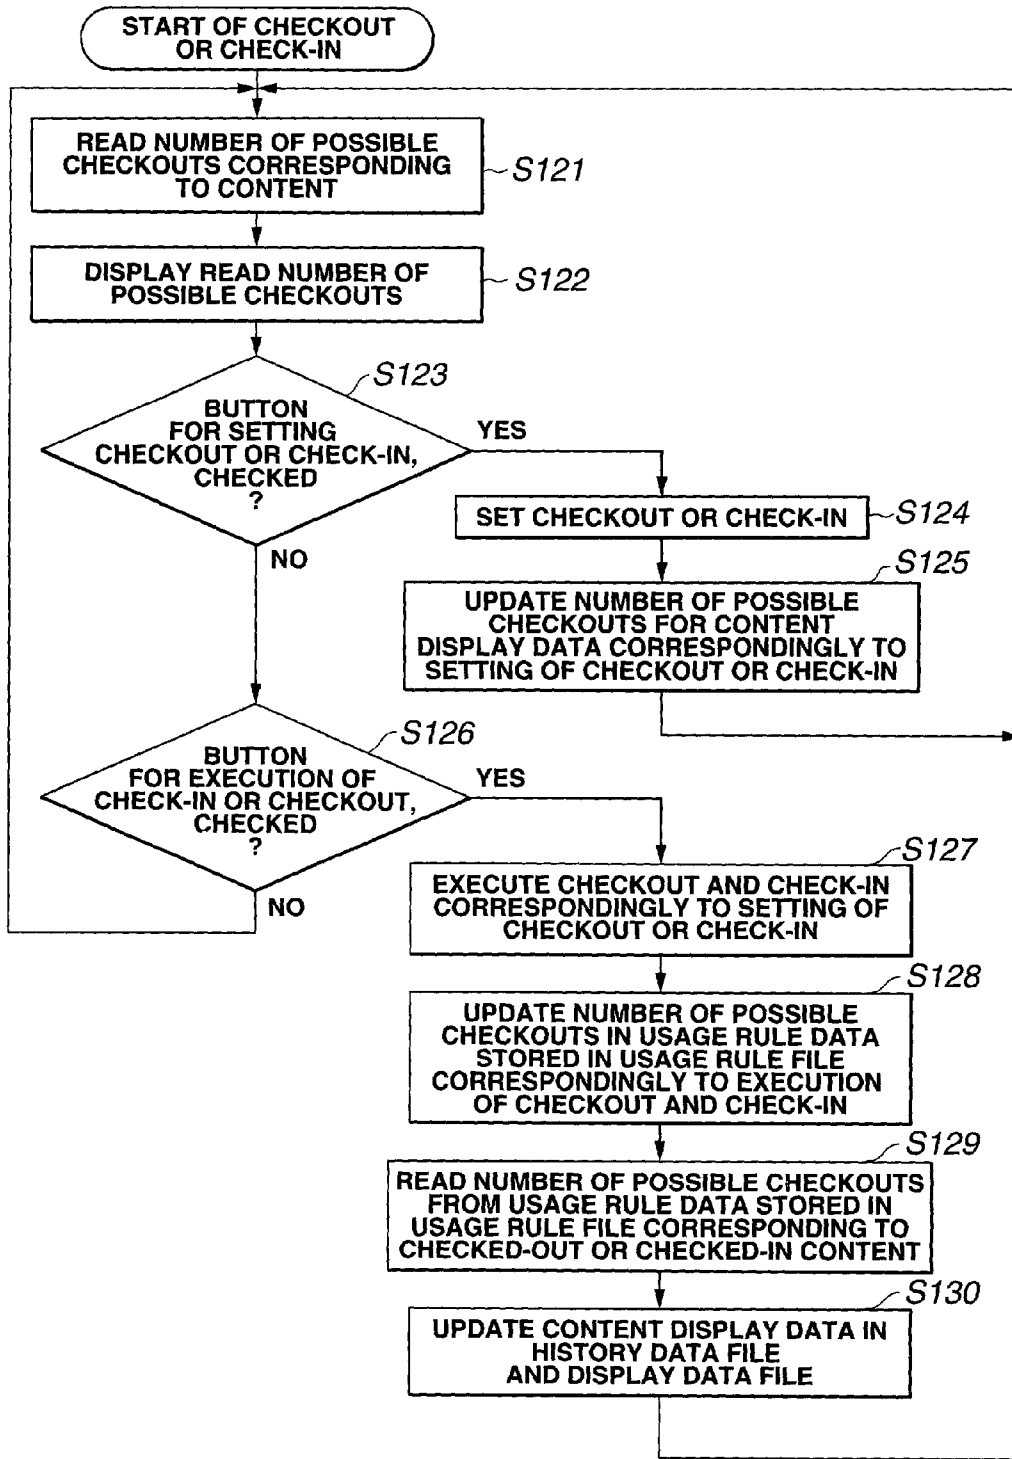 START OF CHECKOUT
OR CHECK-IN
READ NUMBER OF POSSIBLE
CHECKOUTS CORRESPONDING
TO CONTENT
S121
DISPLAY READ NUMBER OF
POSSIBLE CHECKOUTS
S122
S123
BUTTON
FOR SETTING
CHECKOUT OR CHECK-IN,
CHECKED
?
YES
NO
SET CHECKOUT OR CHECK-IN
S124
S125
UPDATE NUMBER OF POSSIBLE
CHECKOUTS FOR CONTENT
DISPLAY DATA CORRESPONDINGLY TO
SETTING OF CHECKOUT OR CHECK-IN
S126
BUTTON
FOR EXECUTION OF
CHECK-IN OR CHECKOUT,
CHECKED
?
YES
NO
S127
EXECUTE CHECKOUT AND CHECK-IN
CORRESPONDINGLY TO SETTING OF
CHECKOUT OR CHECK-IN
S128
UPDATE NUMBER OF POSSIBLE
CHECKOUTS IN USAGE RULE DATA
STORED IN USAGE RULE FILE
CORRESPONDINGLY TO EXECUTION
OF CHECKOUT AND CHECK-IN
S129
READ NUMBER OF POSSIBLE CHECKOUTS
FROM USAGE RULE DATA STORED IN
USAGE RULE FILE CORRESPONDING TO
CHECKED-OUT OR CHECKED-IN CONTENT
S130
UPDATE CONTENT DISPLAY DATA IN
HISTORY DATA FILE
AND DISPLAY DATA FILE